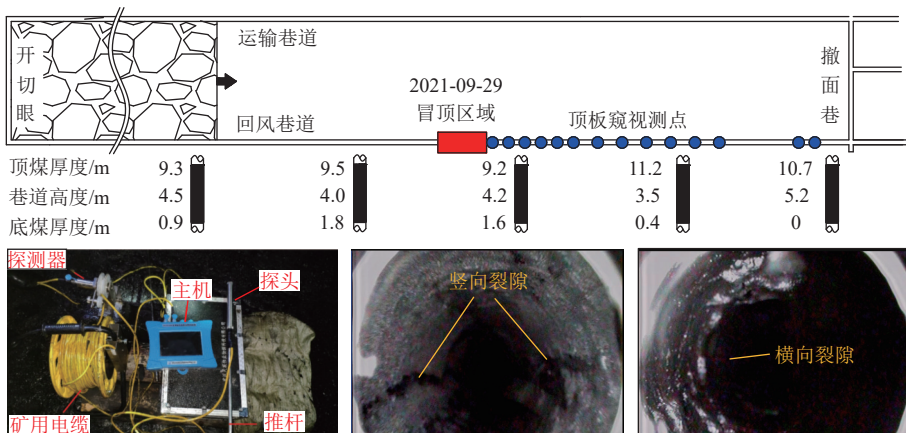 开切眼
运输巷道
2021-09-29
冒顶区域
回风巷道
顶板窥视测点
撤面巷
顶煤厚度/m 9.3 9.5 9.2 11.2 10.7
巷道高度/m 4.5 4.0 4.2 3.5 5.2
底煤厚度/m 0.9 1.8 1.6 0.4 0
探测器
主机
探头
矿用电缆
推杆
竖向裂隙
横向裂隙